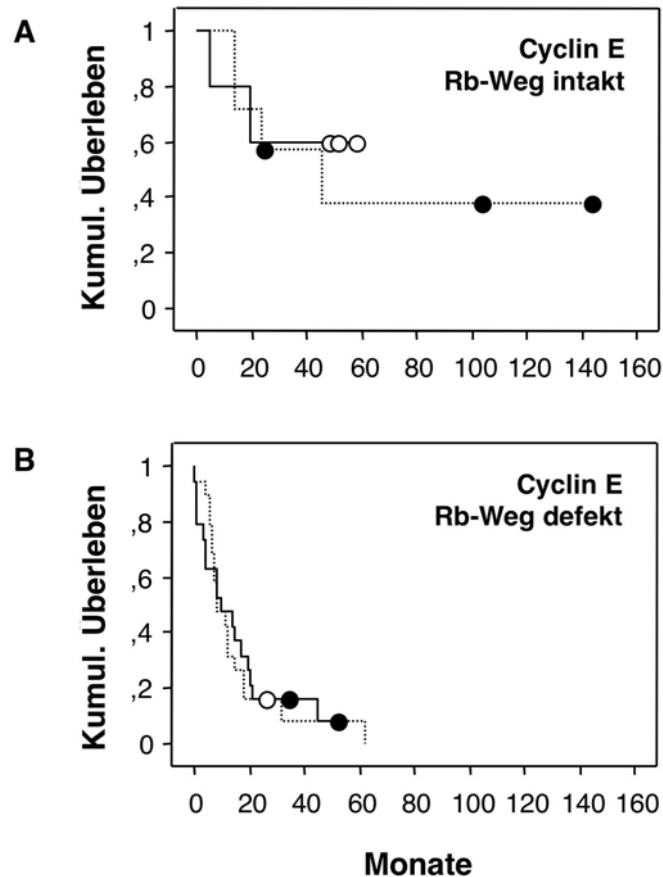 A
Cyclin E
Rb-Weg intakt
Kumul. Überleben
1
,8
,6
,4
,2
0
0 20 40 60 80 100 120 140 160
B
Cyclin E
Rb-Weg defekt
Kumul. Überleben
1
,8
,6
,4
,2
0
0 20 40 60 80 100 120 140 160
Monate